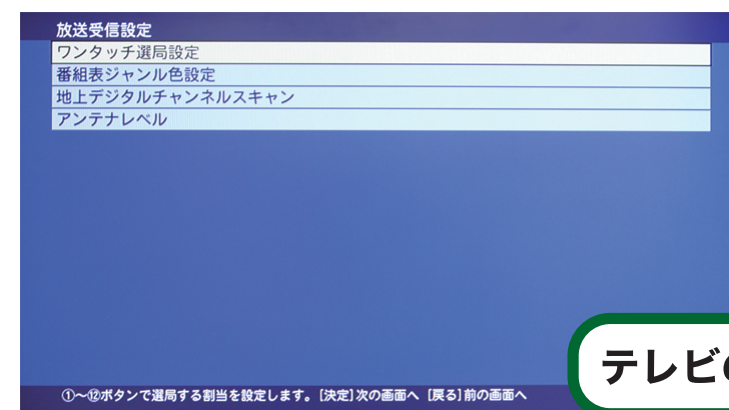 放送受信設定
ワンタッチ選局設定
番組表ジャンル色設定
地上デジタルチャンネルスキャン
アンテナレベル
テレビの
①~⑫ボタンで選局する割当を設定します。[決定]次の画面へ [戻る]前の画面へ